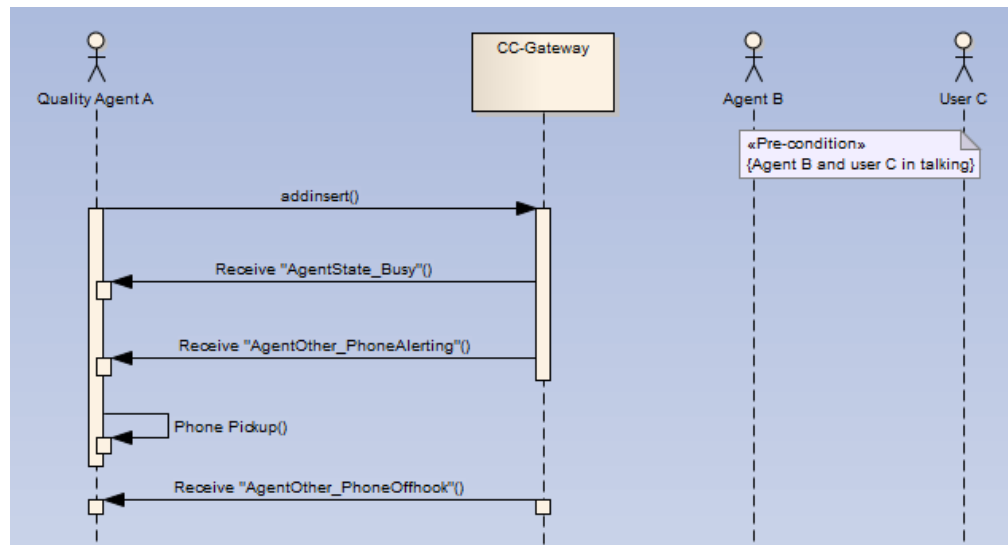 Quality Agent A
CC-Gateway
Agent B
User C
«Pre-condition»
{Agent B and user C in talking}
addinsert()
Receive "AgentState_Busy"()
Receive "AgentOther_PhoneAlerting"()
Phone Pickup()
Receive "AgentOther_PhoneOffhook"()